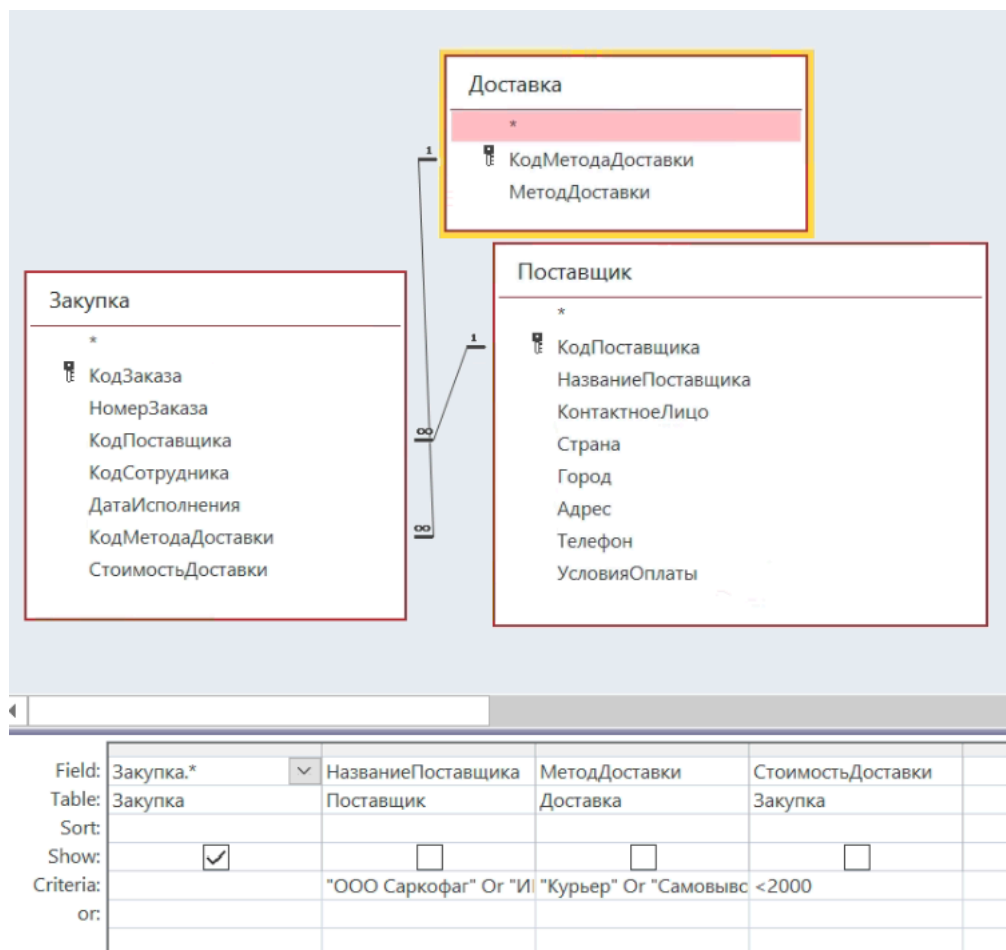 Доставка
*
КодМетодаДоставки
МетодДоставки
1
Поставщик
*
КодПоставщика
НазваниеПоставщика
КонтактноеЛицо
Страна
Город
Адрес
Телефон
УсловияОплаты
1
Закупка
*
КодЗаказа
НомерЗаказа
КодПоставщика
КодСотрудника
ДатаИсполнения
КодМетодаДоставки
СтоимостьДоставки
∞
∞
Field: Закупка.* НазваниеПоставщика МетодДоставки СтоимостьДоставки
Table: Закупка Поставщик Доставка Закупка
Sort:
Show:
Criteria: "ООО Саркофаг" Or "И "Курьер" Or "Самовыво <2000
or: